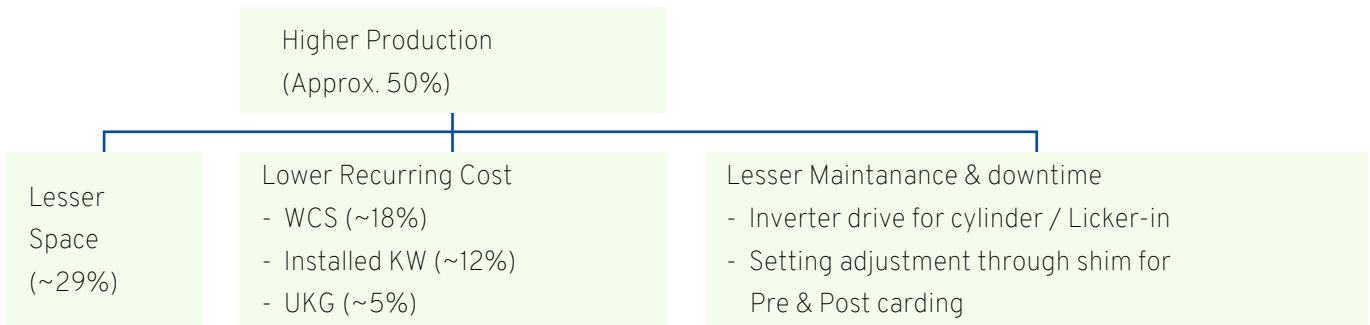 Higher Production
(Approx. 50%)
Lesser
Space
(~29%)
Lower Recurring Cost
- WCS (~18%)
- Installed KW (~12%)
- UKG (~5%)
Lesser Maintanance & downtime
- Inverter drive for cylinder / Licker-in
- Setting adjustment through shim for
Pre & Post carding